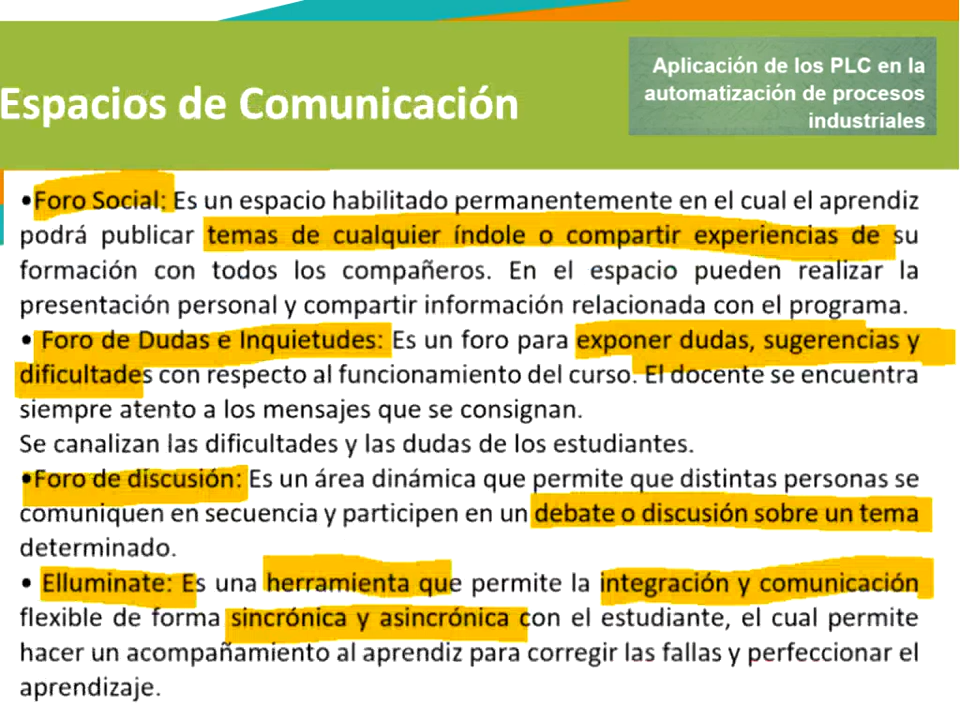 Espacios de Comunicación
Aplicación de los PLC en la
automatización de procesos
industriales
•Foro Social: Es un espacio habilitado permanentemente en el cual el aprendiz
podrá publicar temas de cualquier índole o compartir experiencias de su
formación con todos los compañeros. En el espacio pueden realizar la
presentación personal y compartir información relacionada con el programa.
• Foro de Dudas e Inquietudes: Es un foro para exponer dudas, sugerencias y
dificultades con respecto al funcionamiento del curso. El docente se encuentra
siempre atento a los mensajes que se consignan.
Se canalizan las dificultades y las dudas de los estudiantes.
•Foro de discusión: Es un área dinámica que permite que distintas personas se
comuniquen en secuencia y participen en un debate o discusión sobre un tema
determinado.
• Elluminate: Es una herramienta que permite la integración y comunicación
flexible de forma sincrónica y asincrónica con el estudiante, el cual permite
hacer un acompañamiento al aprendiz para corregir las fallas y perfeccionar el
aprendizaje.